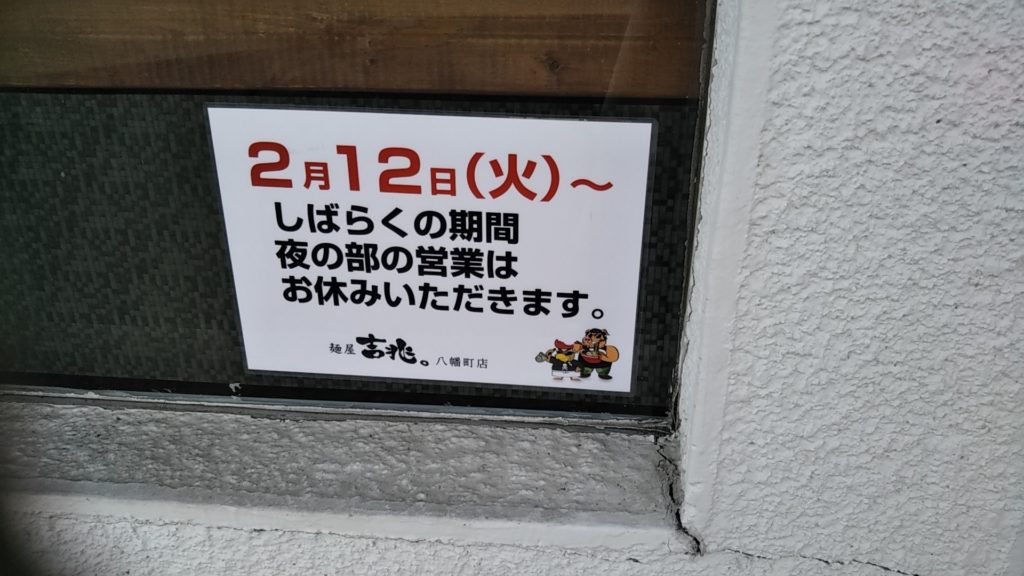 2月12日(火)～
しばらくの期間
夜の部の営業は
お休みいただきます。
麺屋 吉兆。八幡町店